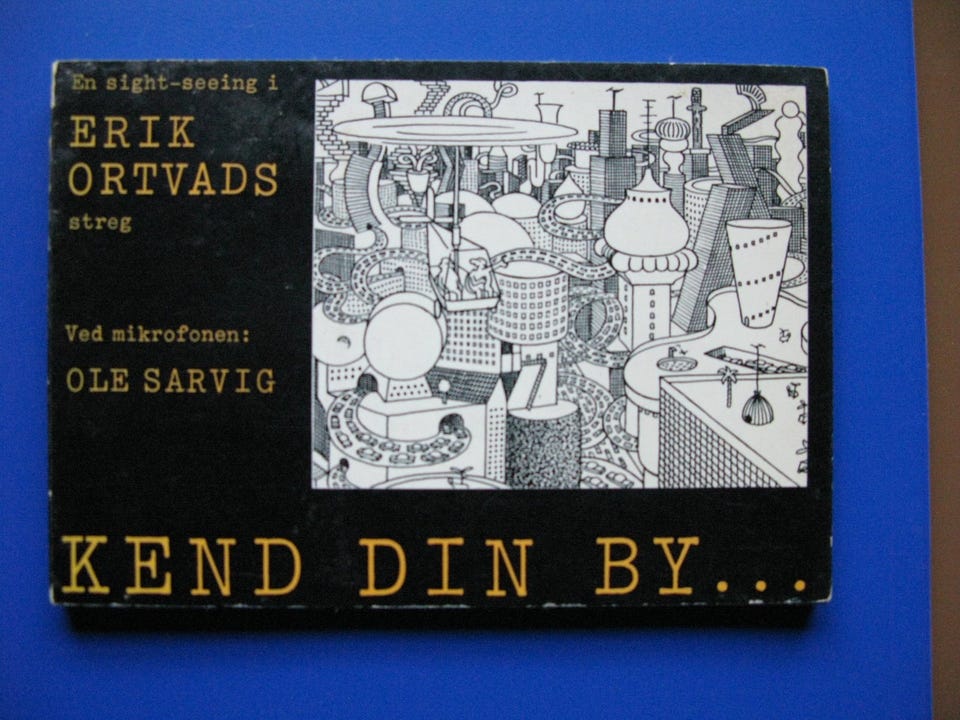 En sight-seeing i
ERIK
ORTVADS
streg
Ved mikrofonen:
OLE SARVIG
KEND DIN BY...